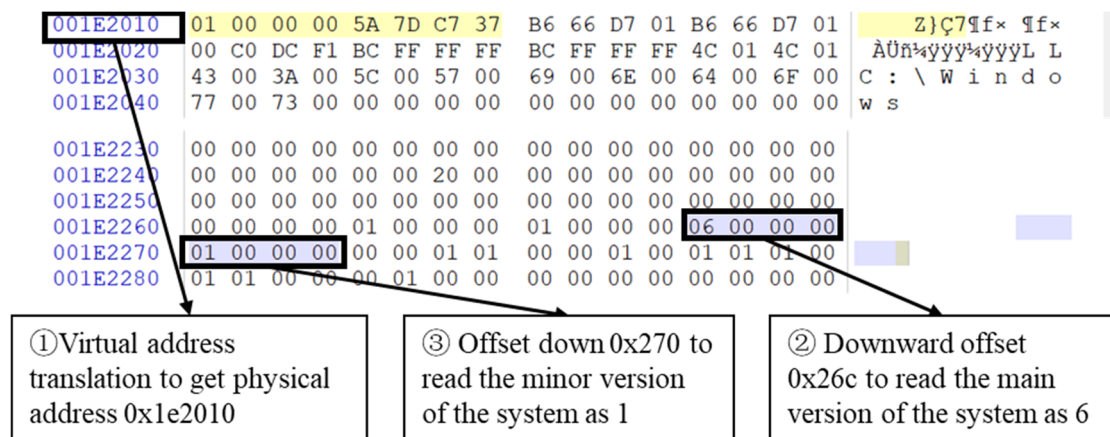 001E2010 01 00 00 00 5A 7D C7 37 B6 66 D7 01 B6 66 D7 01 Z}Ç7¶f× ¶f×
001E2020 00 C0 DC F1 BC FF FF FF BC FF FF FF 4C 01 4C 01 ÀÜñ¼ÿÿÿ¼ÿÿÿL L
001E2030 43 00 3A 00 5C 00 57 00 69 00 6E 00 64 00 6F 00 C : \ W i n d o
001E2040 77 00 73 00 00 00 00 00 00 00 00 00 00 00 00 00 w s
001E2230 00 00 00 00 00 00 00 00 00 00 00 00 00 00 00 00
001E2240 00 00 00 00 00 00 20 00 00 00 00 00 00 00 00 00
001E2250 00 00 00 00 00 00 00 00 00 00 00 00 00 00 00 00
001E2260 00 00 00 00 01 00 00 00 01 00 00 00 06 00 00 00
001E2270 01 00 00 00 00 00 01 01 00 00 01 00 01 01 01 00
001E2280 01 01 00 00 00 01 00 00 00 00 00 00 00 00 00 00
①Virtual address
translation to get physical
address 0x1e2010
③ Offset down 0x270 to
read the minor version
of the system as 1
② Downward offset
0x26c to read the main
version of the system as 6